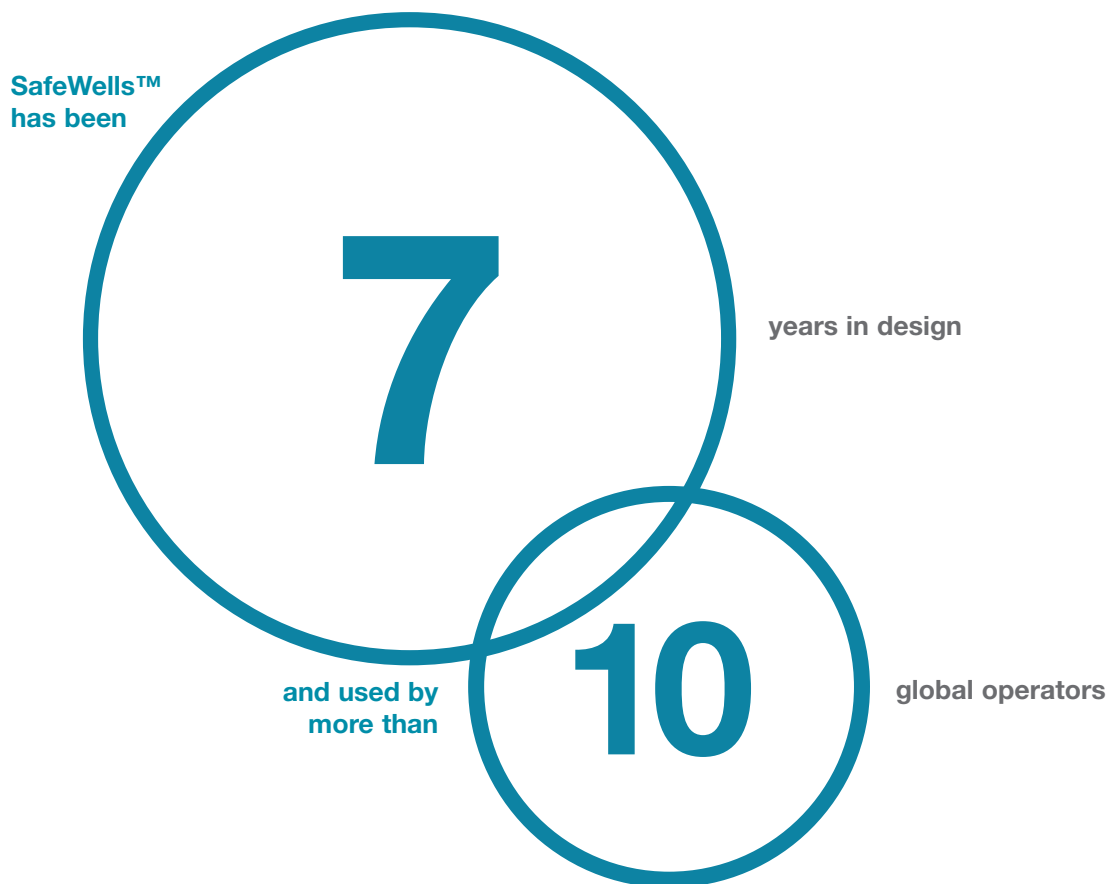 SafeWells™
has been
7
years in design
and used by
more than
10
global operators